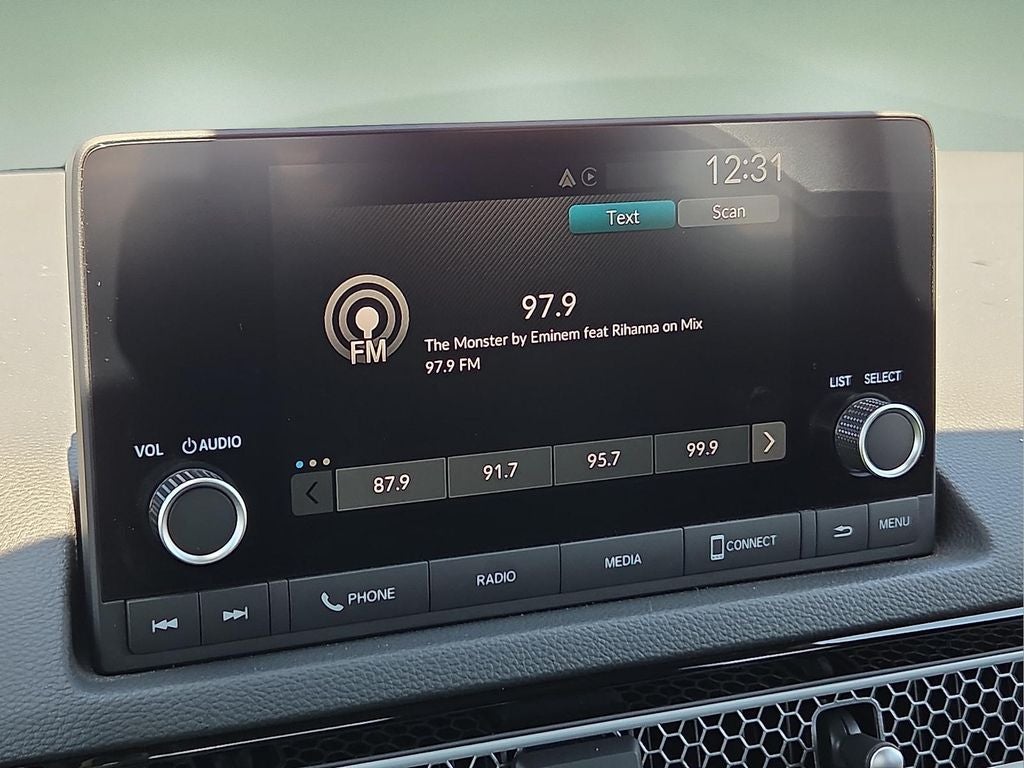 12:31
Text Scan
97.9
FM
The Monster by Eminem feat Rihanna on Mix
97.9 FM
LIST SELECT
VOL AUDIO
87.9 91.7 95.7 99.9
PHONE RADIO MEDIA CONNECT MENU